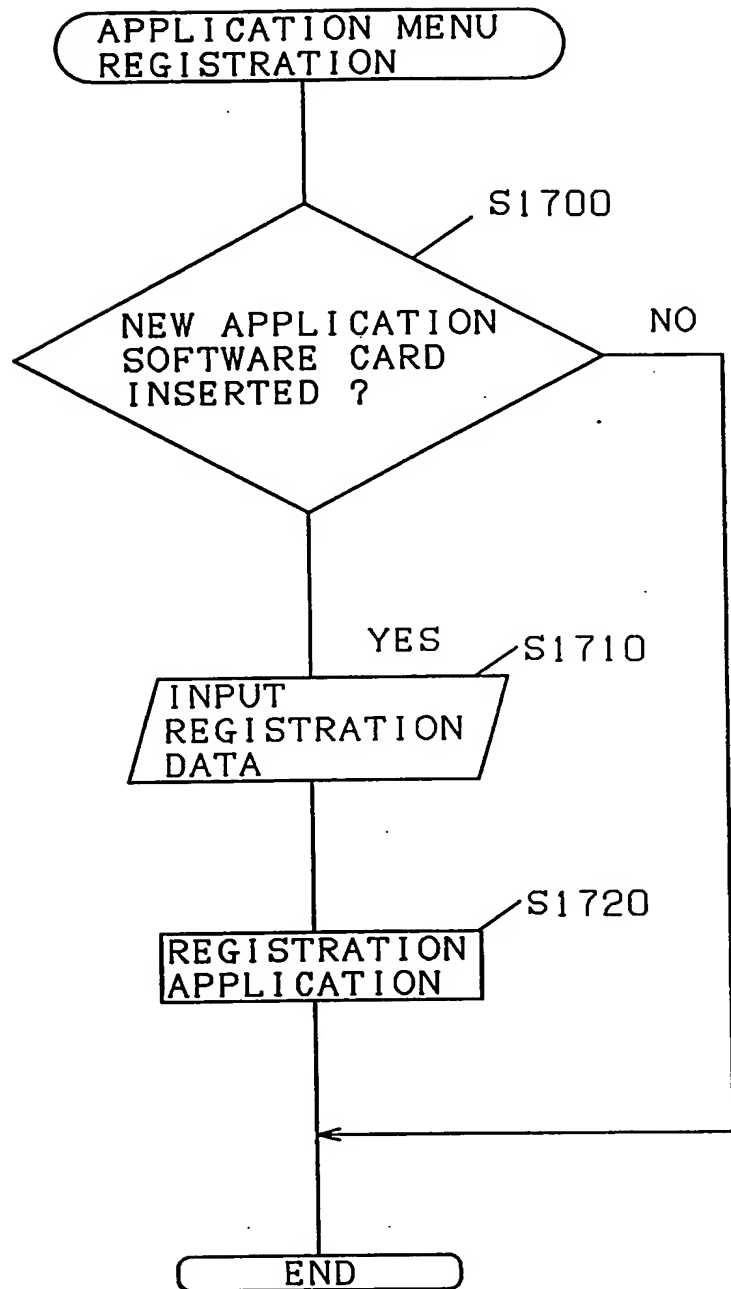 APPLICATION MENU
REGISTRATION
S1700
NEW APPLICATION
SOFTWARE CARD
INSERTED ?
NO
YES
S1710
INPUT
REGISTRATION
DATA
S1720
REGISTRATION
APPLICATION
END